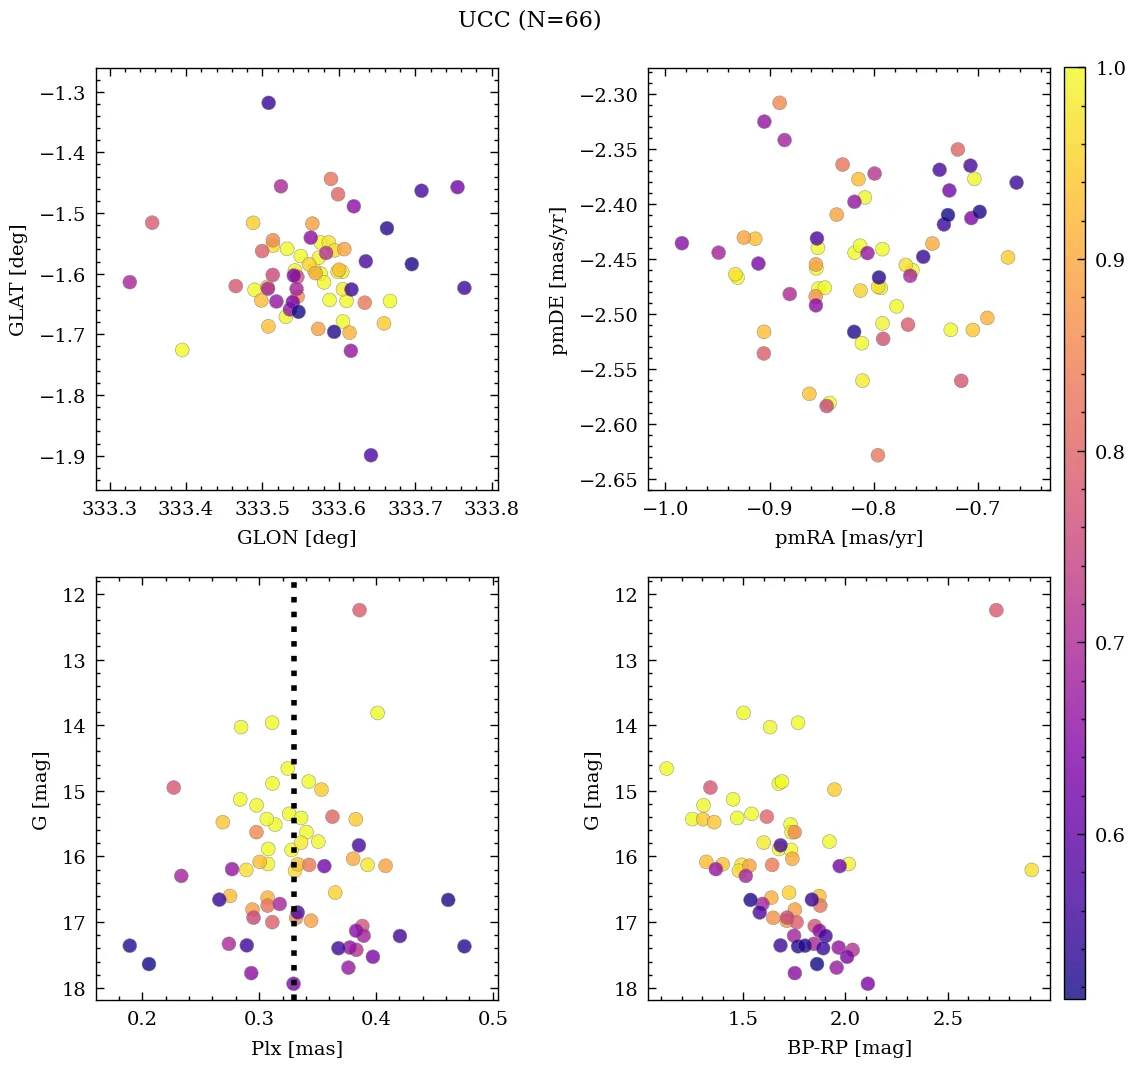 UCC (N=66)
−1.3
−1.4
−1.5
−1.6
−1.7
−1.8
−1.9
GLAT [deg]
333.3 333.4 333.5 333.6 333.7 333.8
GLON [deg]
−2.30
−2.35
−2.40
−2.45
−2.50
−2.55
−2.60
−2.65
pmDE [mas/yr]
−1.0 −0.9 −0.8 −0.7
pmRA [mas/yr]
12
13
14
15
16
17
18
G [mag]
0.2 0.3 0.4 0.5
Plx [mas]
12
13
14
15
16
17
18
G [mag]
1.5 2.0 2.5
BP-RP [mag]
1.0
0.9
0.8
0.7
0.6